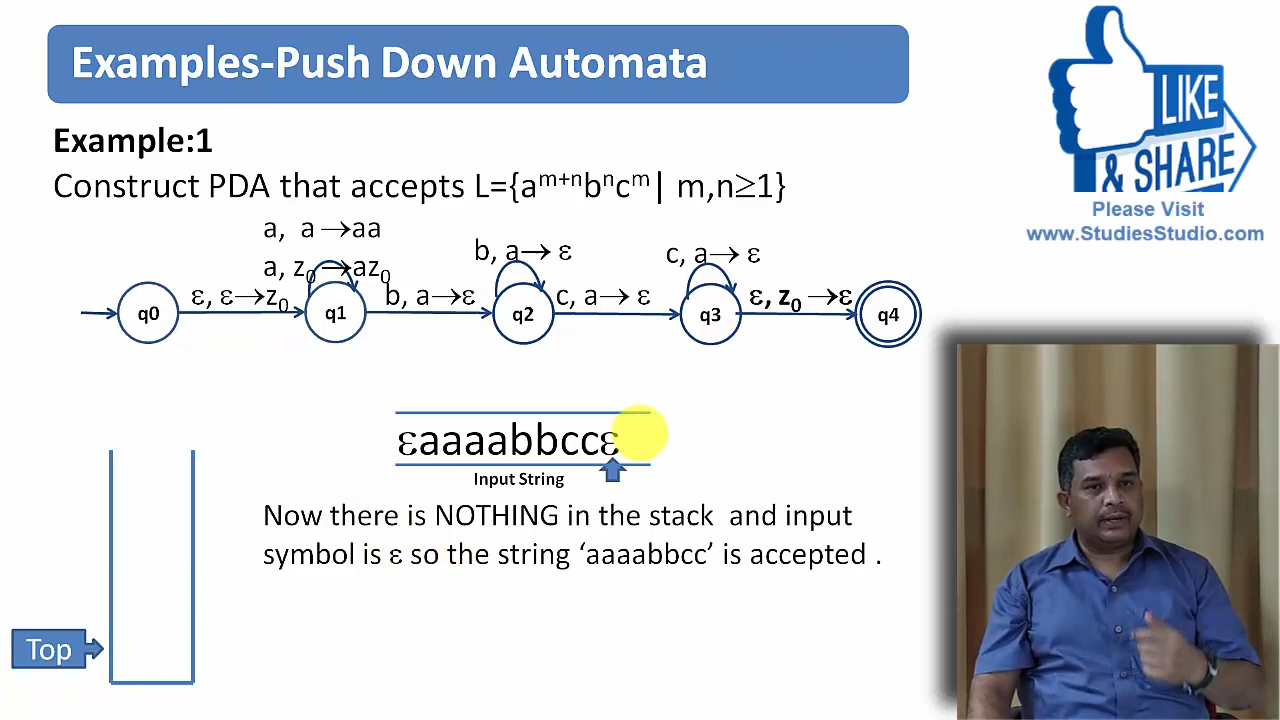 Examples-Push Down Automata
LIKE
& SHARE
Please Visit
www.StudiesStudio.com
Example:1
Construct PDA that accepts L={aᵐ⁺ⁿbⁿcᵐ| m,n≥1}
a, a→aa
a, z₀→az₀
b, a→ ε
c, a→ ε
ε, ε→z₀
b, a→ε
c, a→ ε
ε, z₀ →ε
q0
q1
q2
q3
q4
εaaaabbccε
Input String
Now there is NOTHING in the stack and input
symbol is ε so the string ‘aaaabbcc’ is accepted .
Top